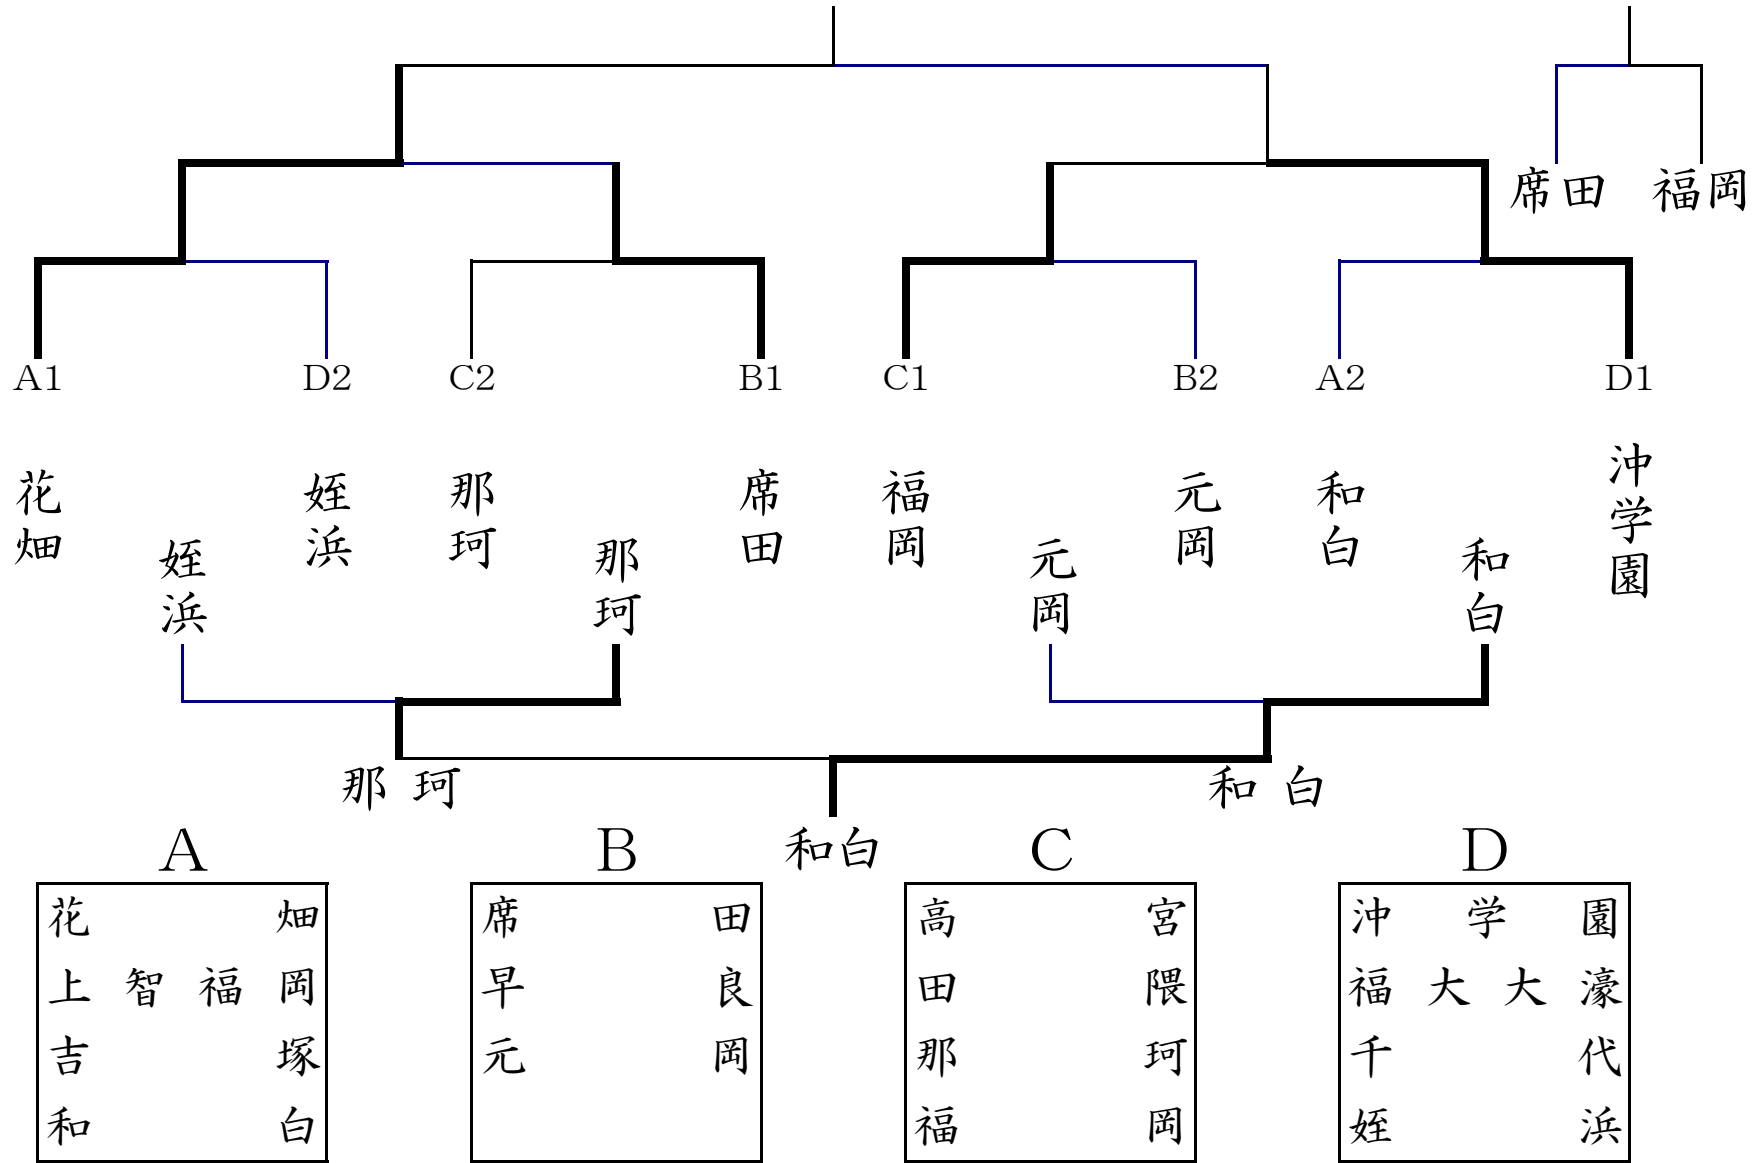 席田 福岡
A1 D2 C2 B1 C1 B2 A2 D1
花畑
姪浜
那珂
席田
福岡
元岡
和白
沖学園
姪浜
那珂
元岡
和白
那珂
和白
和白
A
花畑
上智福岡
吉塚
和白
B
席田
早良
元岡
C
高宮
田隈
那珂
福岡
D
沖学園
福大大濠
千代
姪浜